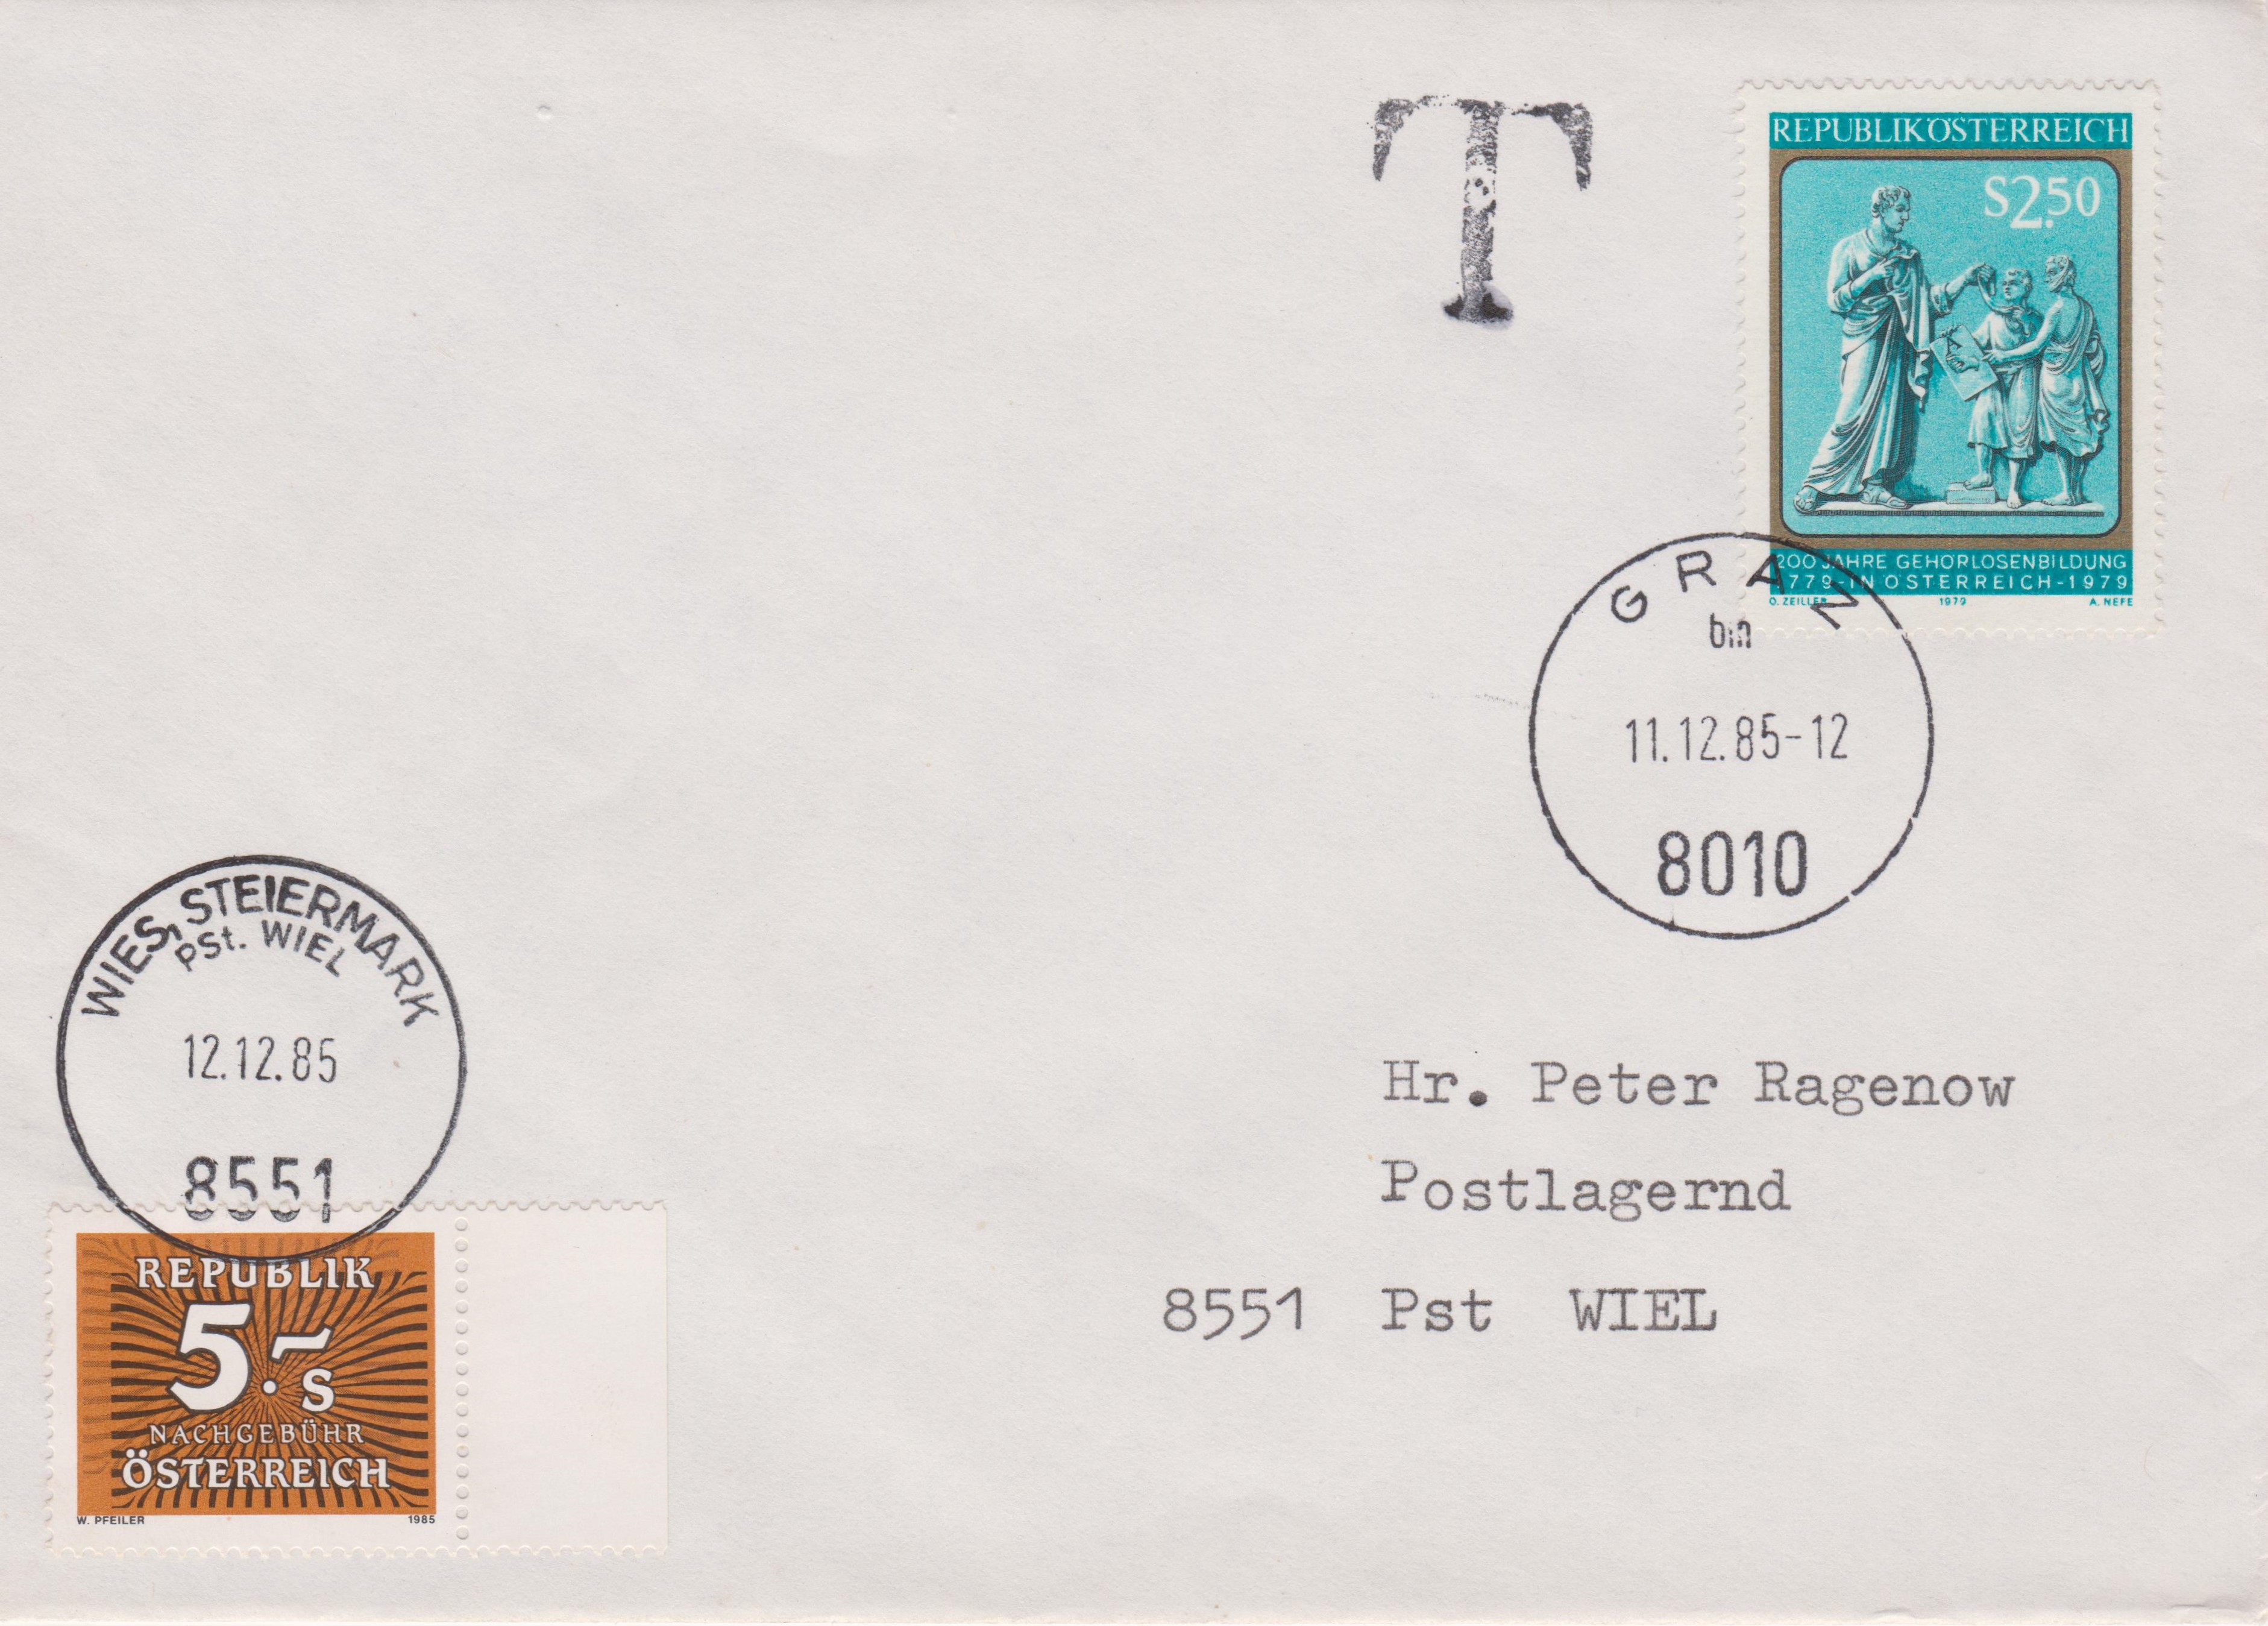 T
REPUBLIK ÖSTERREICH
S2.50
200 JAHRE GEHÖRLOSENBILDUNG
1779-IN ÖSTERREICH-1979
O. ZEILLER 1979 A. NEFE
GRAZ
bm
11.12.85-12
8010
WIES, STEIERMARK
PSt. WIEL
12.12.85
8551
Hr. Peter Ragenow
Postlagernd
8551 Pst WIEL
REPUBLIK
5.-S
NACHGEBÜHR
ÖSTERREICH
W. PFEILER 1985